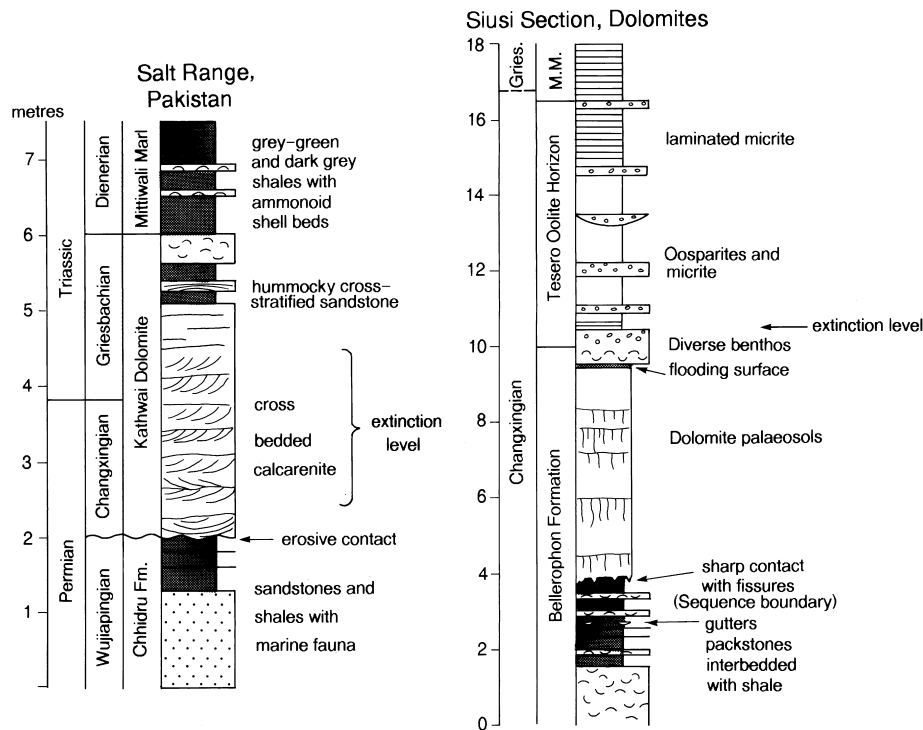 Siusi Section, Dolomites
Salt Range,
Pakistan
metres
7
6
5
4
3
2
1
Triassic
Permian
Dienerian
Griesbachian
Changxingian
Wujiapingian
Mittiwali Marl
Kathwai Dolomite
Chhidru Fm.
grey-green
and dark grey
shales with
ammonoid
shell beds
hummocky cross-
stratified sandstone
cross
bedded
calcarenite
extinction
level
erosive contact
sandstones and
shales with
marine fauna
18
16
14
12
10
8
6
4
2
0
Gries.
Changxingian
M.M.
Tesero Oolite Horizon
Bellerophon Formation
laminated micrite
Oosparites and
micrite
extinction level
Diverse benthos
flooding surface
Dolomite palaeosols
sharp contact
with fissures
(Sequence boundary)
gutters
packstones
interbedded
with shale